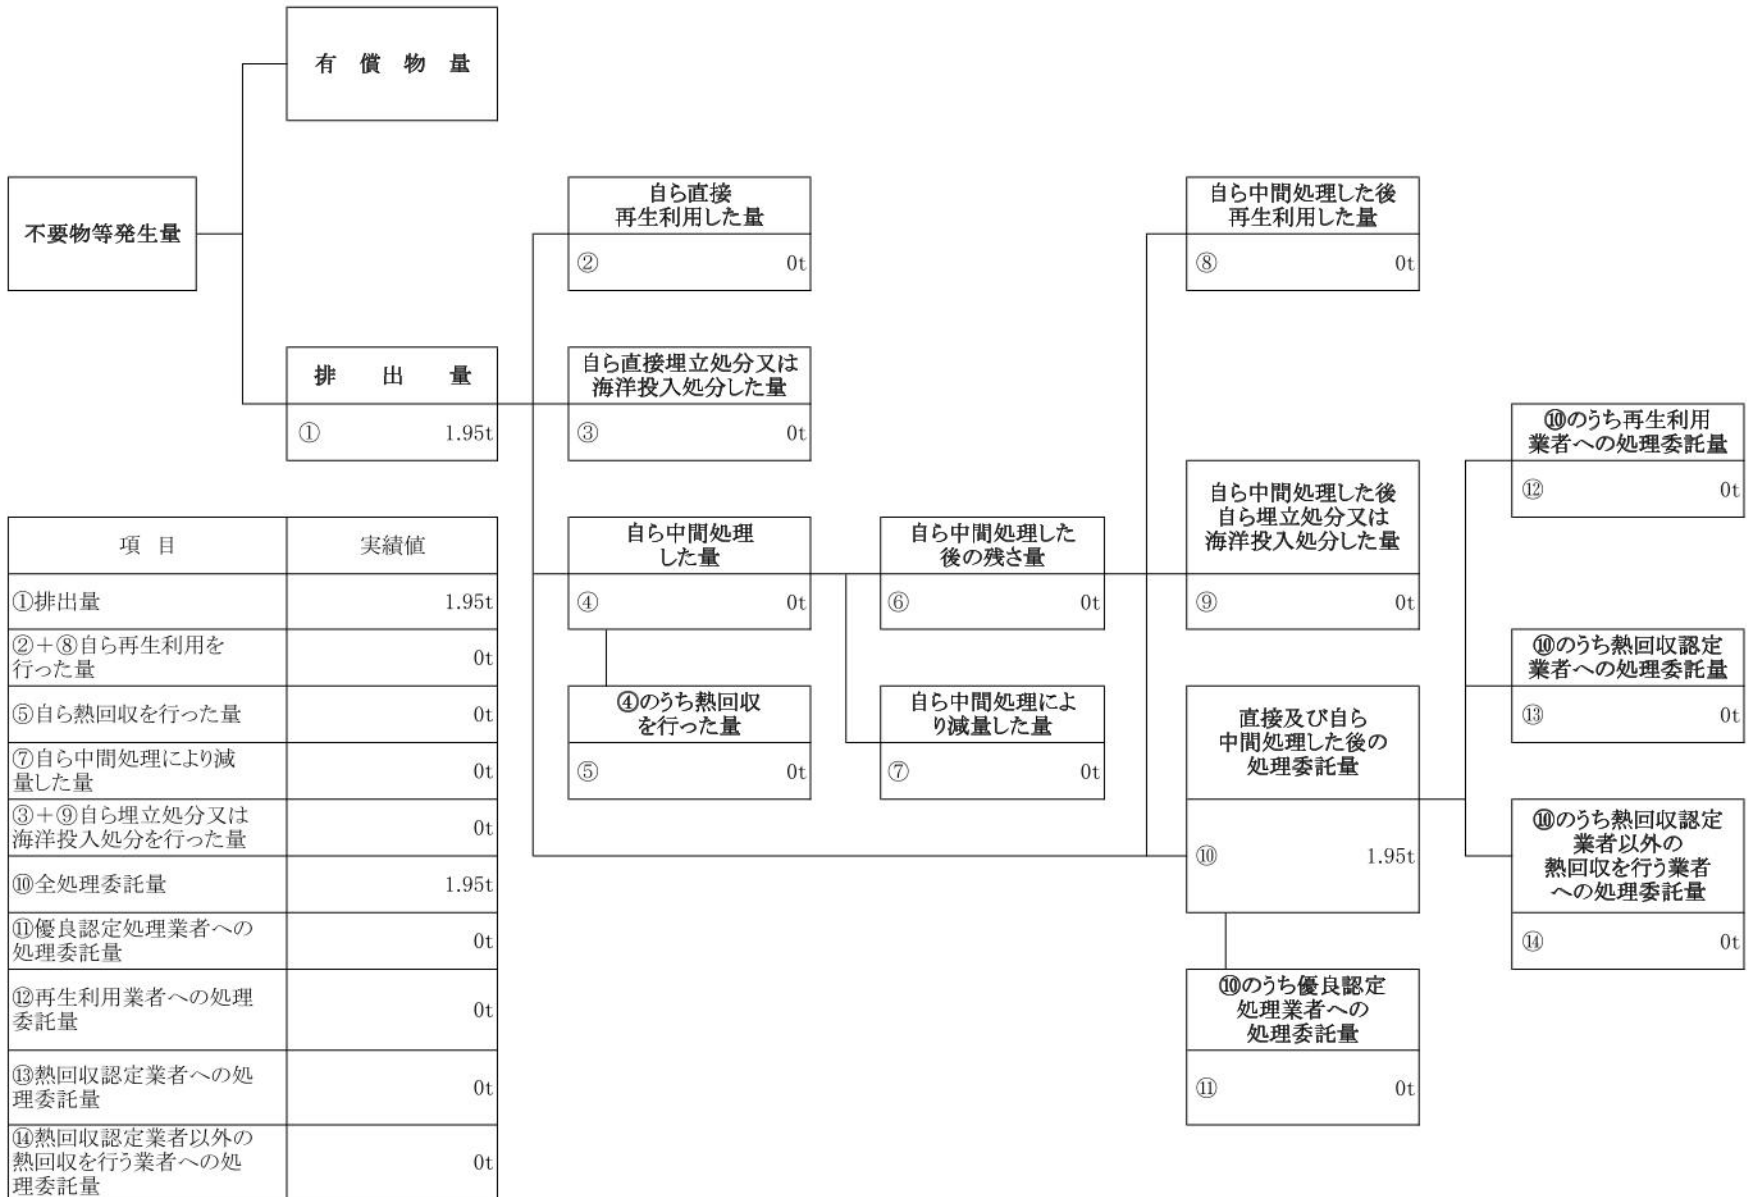 有 償 物 量
不要物等発生量
排 出 量
① 1.95t
自ら直接
再生利用した量
② 0t
自ら直接埋立処分又は
海洋投入処分した量
③ 0t
自ら中間処理
した量
④ 0t
④のうち熱回収
を行った量
⑤ 0t
自ら中間処理した
後の残さ量
⑥ 0t
自ら中間処理によ
り減量した量
⑦ 0t
自ら中間処理した後
再生利用した量
⑧ 0t
自ら中間処理した後
自ら埋立処分又は
海洋投入処分した量
⑨ 0t
直接及び自ら
中間処理した後の
処理委託量
⑩ 1.95t
⑩のうち優良認定
処理業者への
処理委託量
⑪ 0t
⑩のうち再生利用
業者への処理委託量
⑫ 0t
⑩のうち熱回収認定
業者への処理委託量
⑬ 0t
⑩のうち熱回収認定
業者以外の
熱回収を行う業者
への処理委託量
⑭ 0t
項 目 実績値
①排出量 1.95t
②+⑧自ら再生利用を
行った量 0t
⑤自ら熱回収を行った量 0t
⑦自ら中間処理により減
量した量 0t
③+⑨自ら埋立処分又は
海洋投入処分を行った量 0t
⑩全処理委託量 1.95t
⑪優良認定処理業者への
処理委託量 0t
⑫再生利用業者への処理
委託量 0t
⑬熱回収認定業者への処
理委託量 0t
⑭熱回収認定業者以外の
熱回収を行う業者への処
理委託量 0t